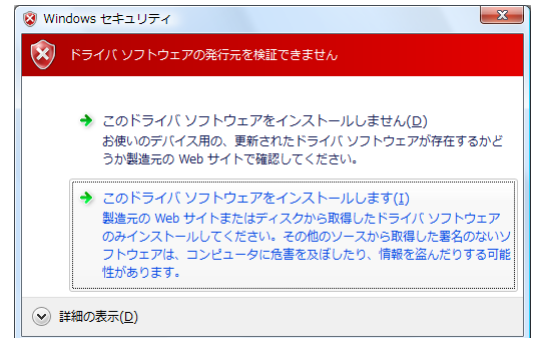 Windows セキュリティ
ドライバ ソフトウェアの発行元を検証できません
このドライバ ソフトウェアをインストールしません(D)
お使いのデバイス用の、更新されたドライバ ソフトウェアが存在するかど
うか製造元の Web サイトで確認してください。
このドライバ ソフトウェアをインストールします(I)
製造元の Web サイトまたはディスクから取得したドライバ ソフトウェア
のみインストールしてください。その他のソースから取得した署名のないソ
フトウェアは、コンピュータに危害を及ぼしたり、情報を盗んだりする可能
性があります。
詳細の表示(D)